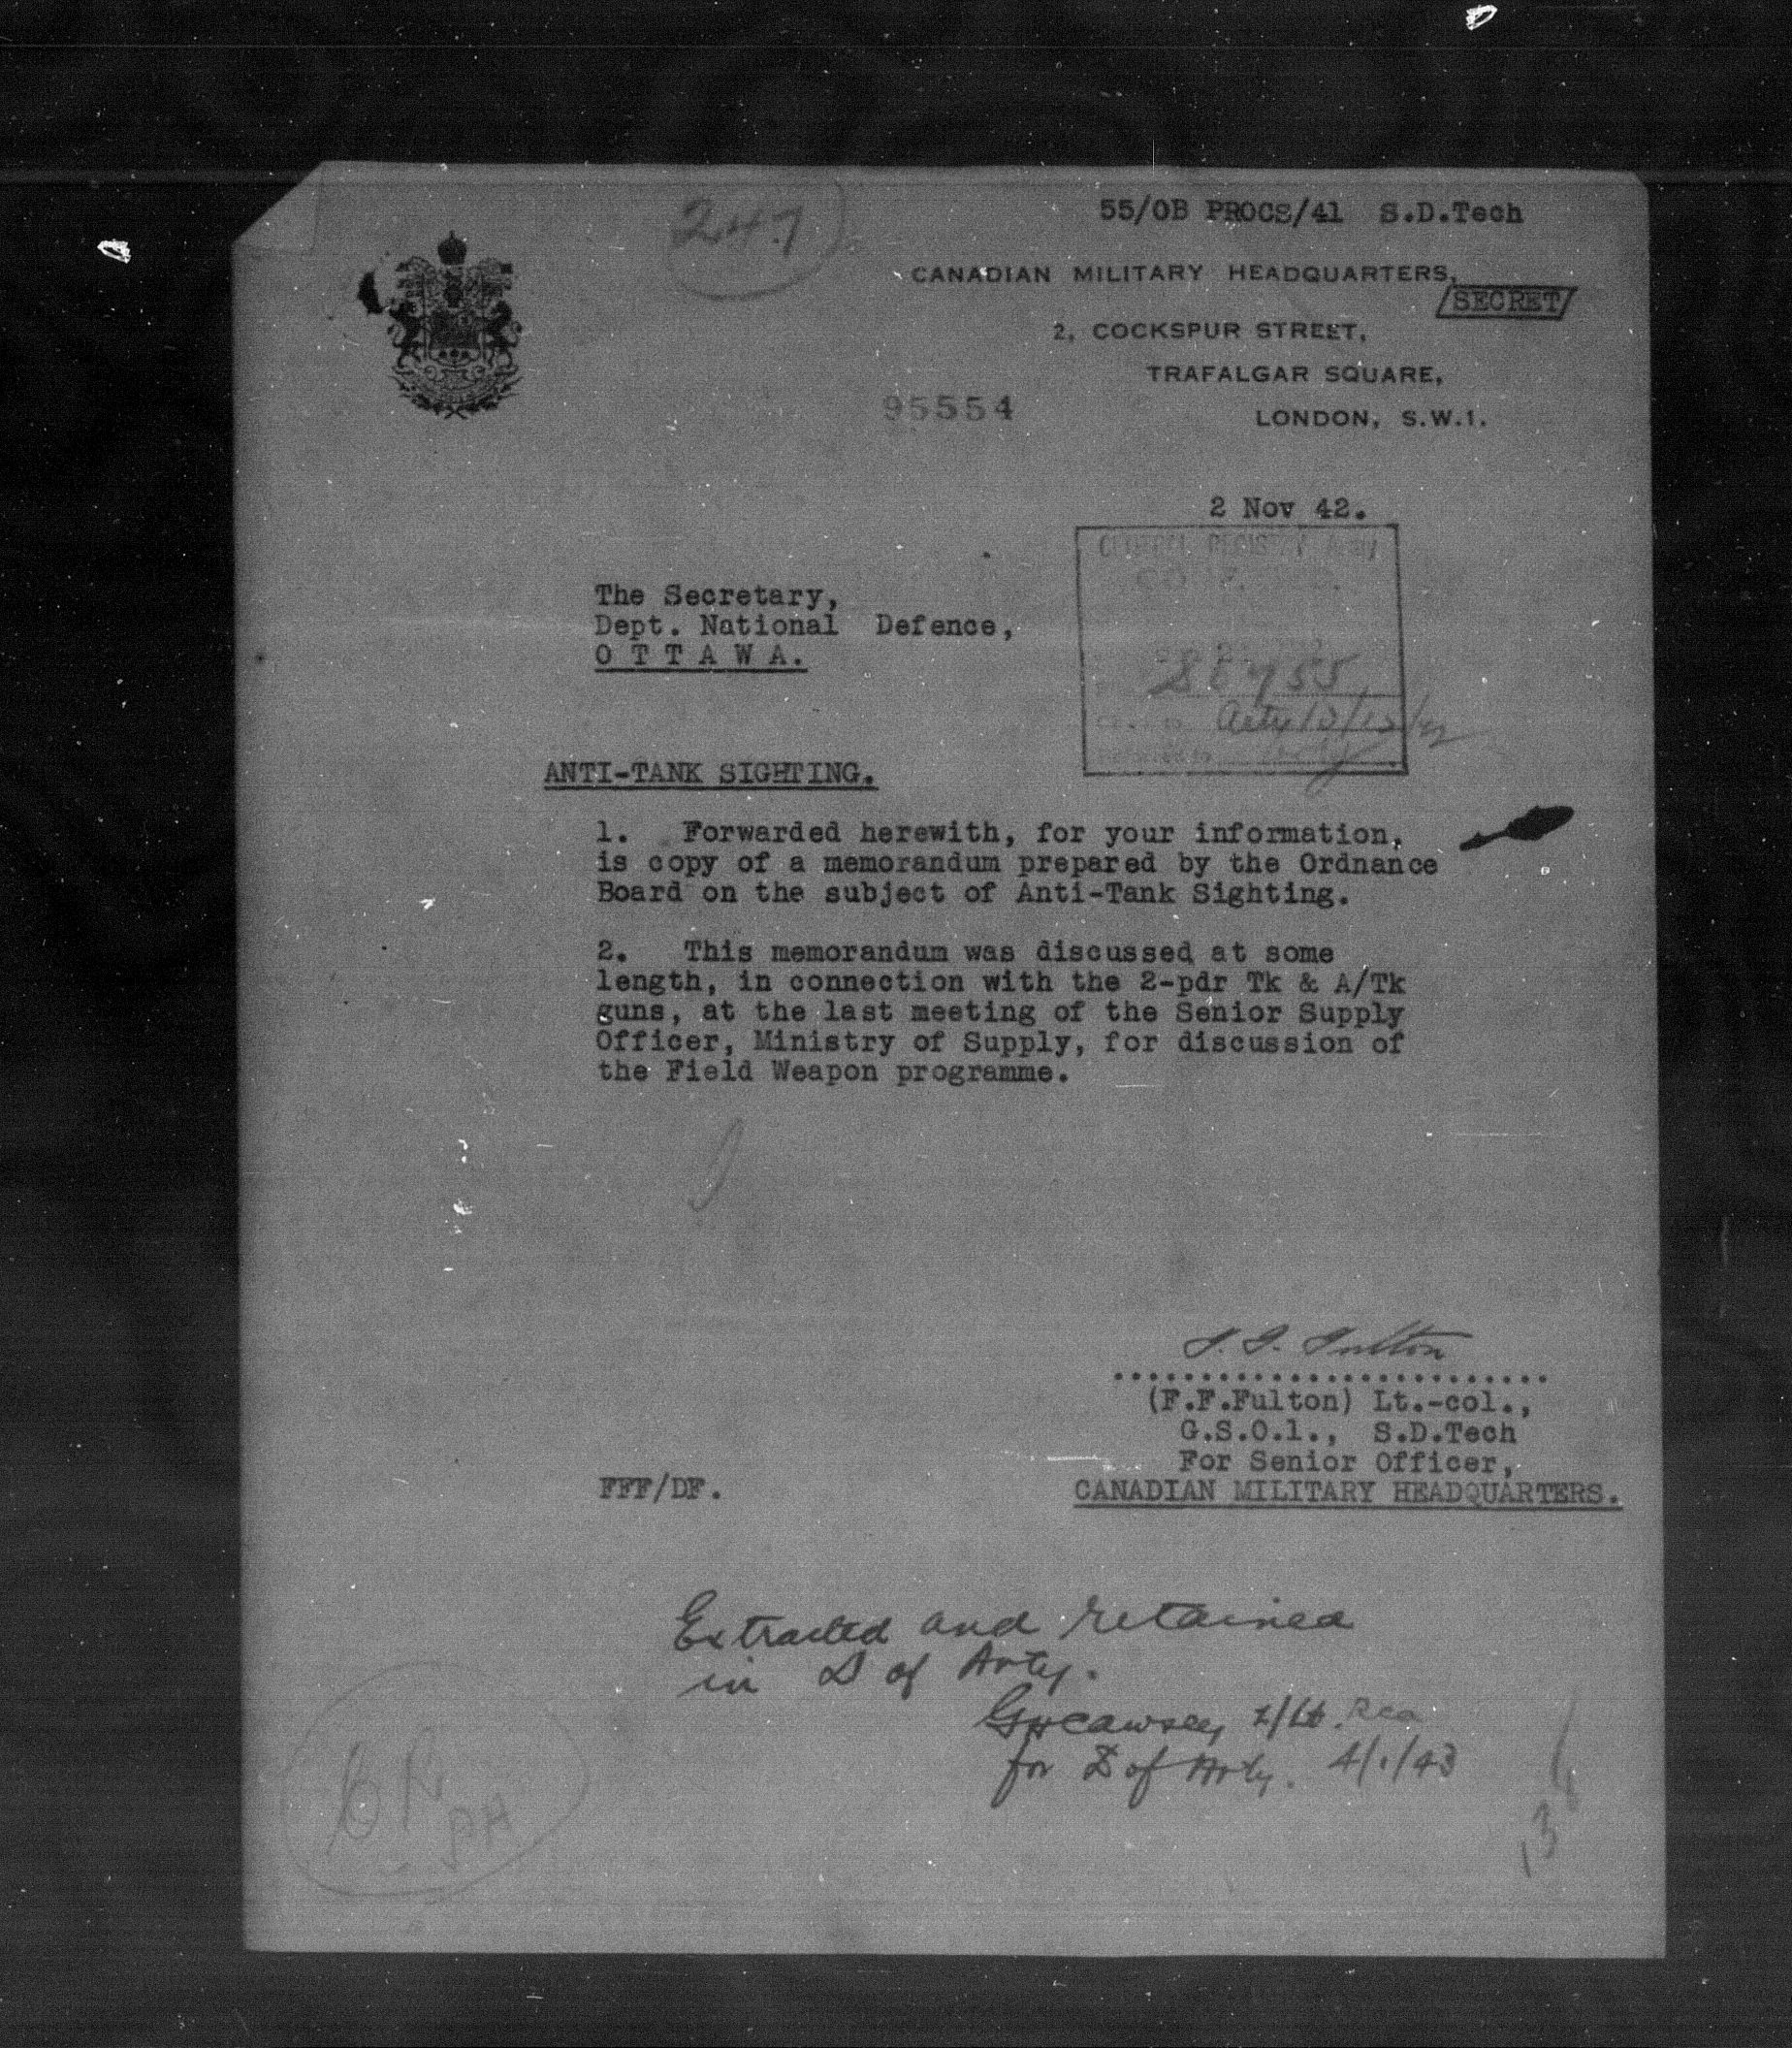 247
55/OB PROCS/41 S.D.Tech
CANADIAN MILITARY HEADQUARTERS,
SECRET
2, COCKSPUR STREET,
TRAFALGAR SQUARE,
95554
LONDON, S.W.1.
2 Nov 42.
The Secretary,
Dept. National Defence,
O T T A W A.
ANTI-TANK SIGHTING.
1. Forwarded herewith, for your information,
is copy of a memorandum prepared by the Ordnance
Board on the subject of Anti-Tank Sighting.
2. This memorandum was discussed at some
length, in connection with the 2-pdr Tk & A/Tk
guns, at the last meeting of the Senior Supply
Officer, Ministry of Supply, for discussion of
the Field Weapon programme.
(F.F.Fulton) Lt.-col.,
G.S.O.1., S.D.Tech
For Senior Officer,
FFF/DF.
CANADIAN MILITARY HEADQUARTERS.
Extracted and retained
in D of Arty.
2/Lt. RCA
for D of Arty. 4/1/43